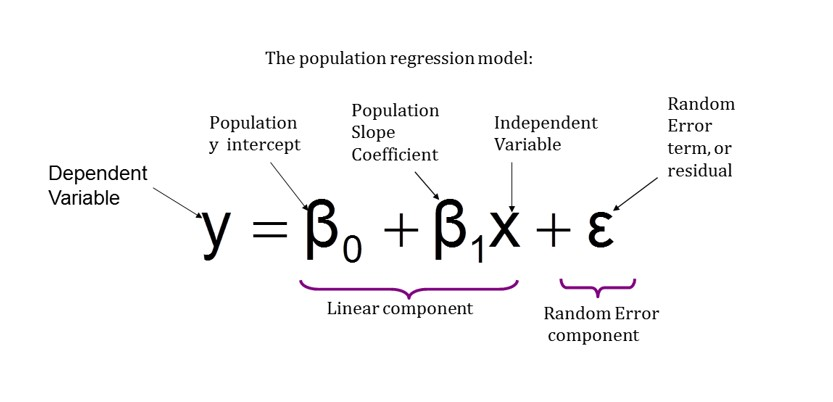 The population regression model:
Population
y intercept
Population
Slope
Coefficient
Independent
Variable
Random
Error
term, or
residual
Dependent
Variable
y = β₀ + β₁x + ε
Linear component
Random Error
component